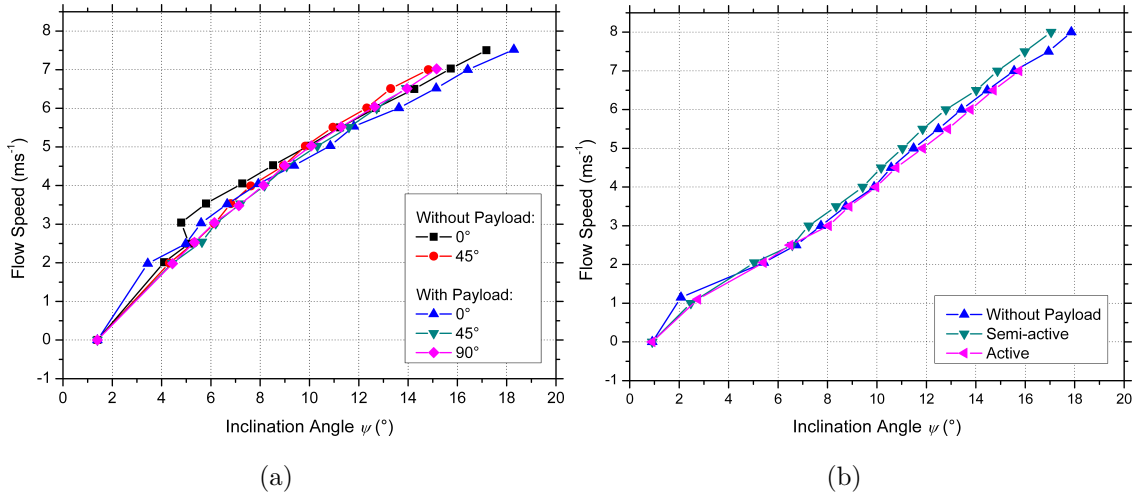 8
7
6
5
4
3
2
1
0
-1
Flow Speed (ms⁻¹)
0 2 4 6 8 10 12 14 16 18 20
Inclination Angle ψ (°)
Without Payload:
0°
45°
With Payload:
0°
45°
90°
(a)
8
7
6
5
4
3
2
1
0
-1
Flow Speed (ms⁻¹)
0 2 4 6 8 10 12 14 16 18 20
Inclination Angle ψ (°)
Without Payload
Semi-active
Active
(b)